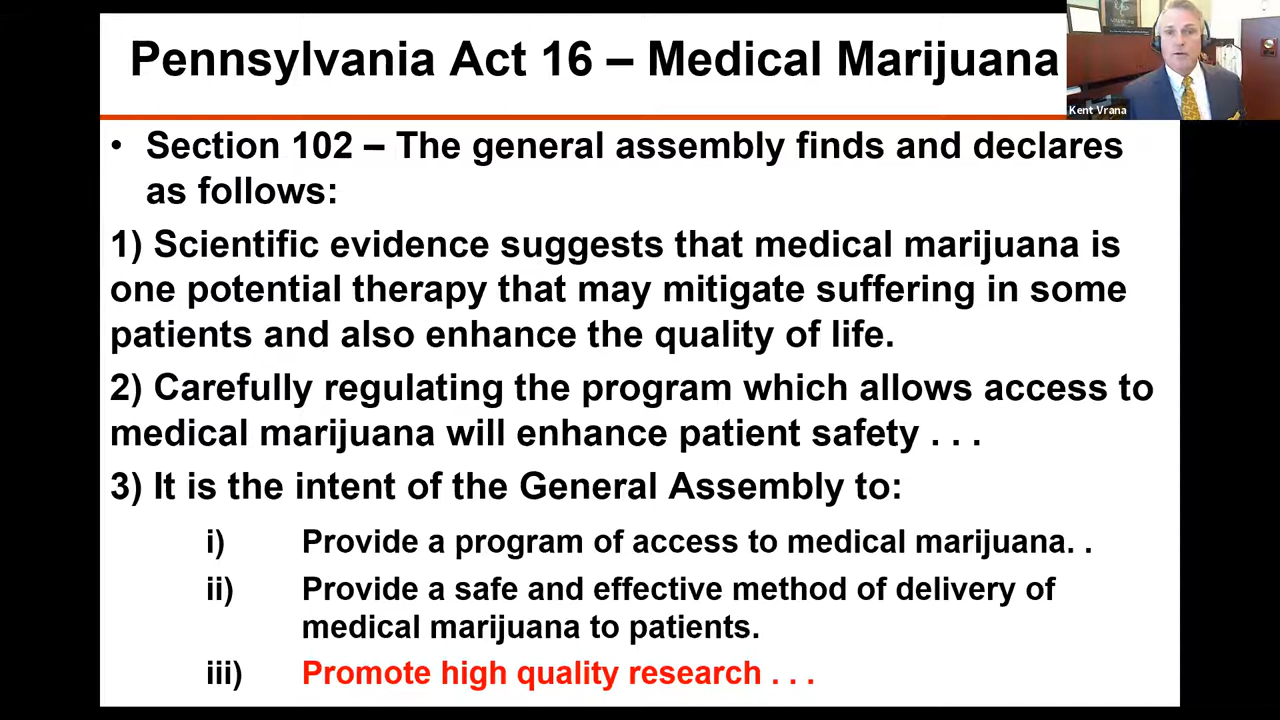 Pennsylvania Act 16 – Medical Marijuana
Kent Vrana
• Section 102 – The general assembly finds and declares
as follows:
1) Scientific evidence suggests that medical marijuana is
one potential therapy that may mitigate suffering in some
patients and also enhance the quality of life.
2) Carefully regulating the program which allows access to
medical marijuana will enhance patient safety . . .
3) It is the intent of the General Assembly to:
i) Provide a program of access to medical marijuana. .
ii) Provide a safe and effective method of delivery of
medical marijuana to patients.
iii) Promote high quality research . . .